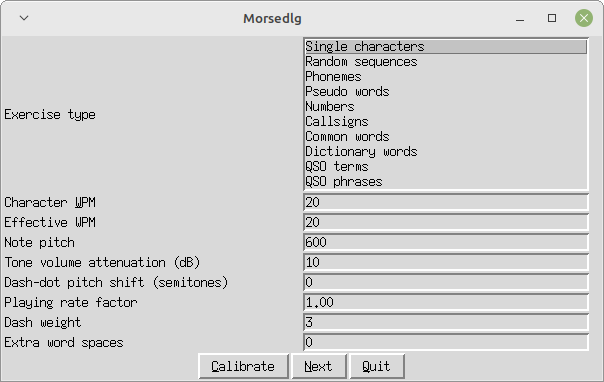 Morsedlg
Exercise type
Single characters
Random sequences
Phonemes
Pseudo words
Numbers
Callsigns
Common words
Dictionary words
QSO terms
QSO phrases
Character WPM 20
Effective WPM 20
Note pitch 600
Tone volume attenuation (dB) 10
Dash-dot pitch shift (semitones) 0
Playing rate factor 1.00
Dash weight 3
Extra word spaces 0
Calibrate Next Quit